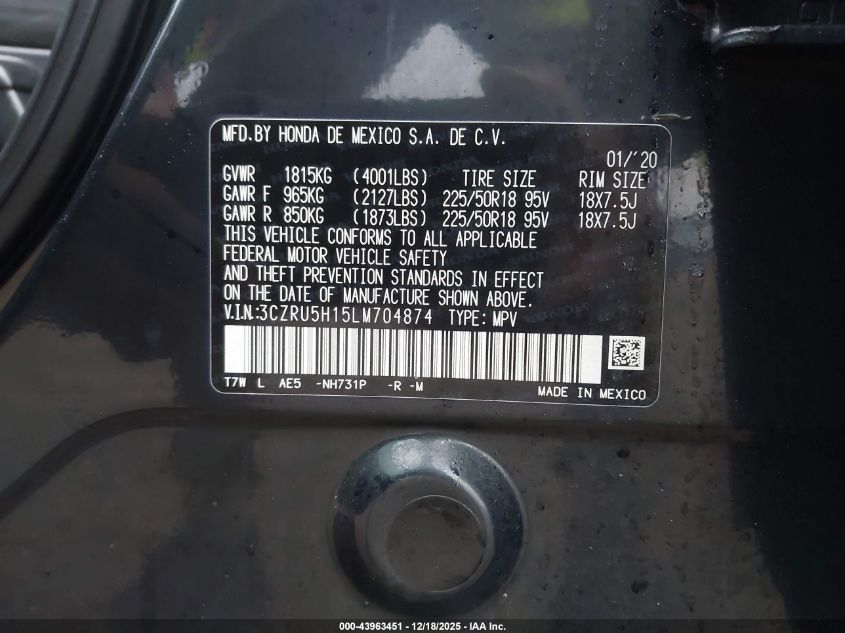 MFD.BY HONDA DE MEXICO S.A. DE C.V.
01/'20
GVWR 1815KG (4001LBS) TIRE SIZE RIM SIZE
GAWR F 965KG (2127LBS) 225/50R18 95V 18X7.5J
GAWR R 850KG (1873LBS) 225/50R18 95V 18X7.5J
THIS VEHICLE CONFORMS TO ALL APPLICABLE
FEDERAL MOTOR VEHICLE SAFETY
AND THEFT PREVENTION STANDARDS IN EFFECT
ON THE DATE OF MANUFACTURE SHOWN ABOVE.
V.I.N.:3CZRU5H15LM704874 TYPE: MPV
T7W L AE5 -NH731P -R -M MADE IN MEXICO
000-43963451 - 12/18/2025 - IAA Inc.